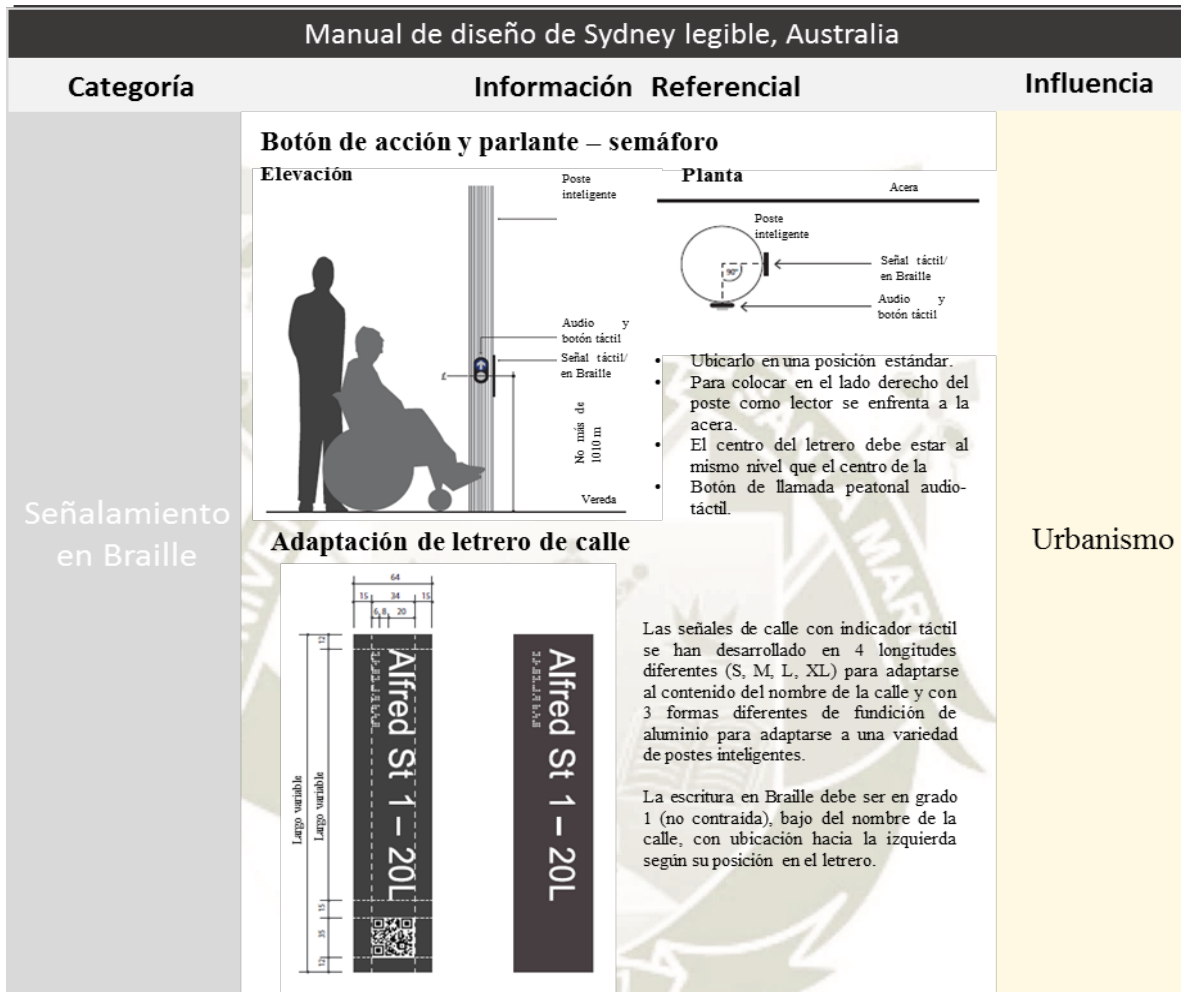 Manual de diseño de Sydney legible, Australia
Categoría
Información Referencial
Influencia
Señalamiento
en Braille
Botón de acción y parlante – semáforo
Elevación
Poste
inteligente
Audio y
botón táctil
Señal táctil/
en Braille
No más de
1010 m
Vereda
Planta
Acera
Poste
inteligente
90°
Señal táctil/
en Braille
Audio y
botón táctil
• Ubicarlo en una posición estándar.
• Para colocar en el lado derecho del
poste como lector se enfrenta a la
acera.
• El centro del letrero debe estar al
mismo nivel que el centro de la
• Botón de llamada peatonal audio-
táctil.
Adaptación de letrero de calle
64
15 34 15
6 8 20
12
Largo variable
Largo variable
15
35
12
Alfred St 1 – 20L
Alfred St 1 – 20L
Las señales de calle con indicador táctil
se han desarrollado en 4 longitudes
diferentes (S, M, L, XL) para adaptarse
al contenido del nombre de la calle y con
3 formas diferentes de fundición de
aluminio para adaptarse a una variedad
de postes inteligentes.
La escritura en Braille debe ser en grado
1 (no contraída), bajo del nombre de la
calle, con ubicación hacia la izquierda
según su posición en el letrero.
Urbanismo
SANTA MARIA